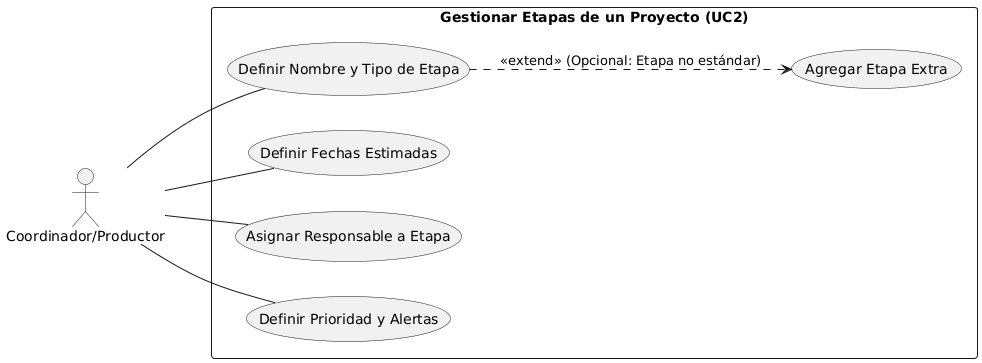 Gestionar Etapas de un Proyecto (UC2)
Definir Nombre y Tipo de Etapa
«extend» (Opcional: Etapa no estándar)
Agregar Etapa Extra
Definir Fechas Estimadas
Coordinador/Productor
Asignar Responsable a Etapa
Definir Prioridad y Alertas